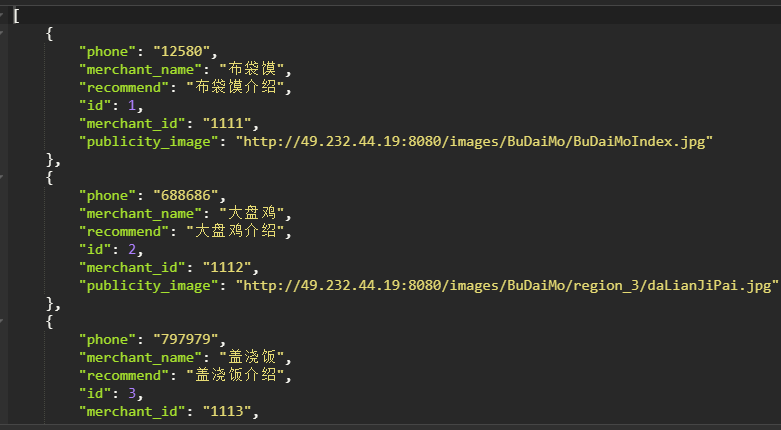 [
{
"phone": "12580",
"merchant_name": "布袋馍",
"recommend": "布袋馍介绍",
"id": 1,
"merchant_id": "1111",
"publicity_image": "http://49.232.44.19:8080/images/BuDaiMo/BuDaiMoIndex.jpg"
},
{
"phone": "688686",
"merchant_name": "大盘鸡",
"recommend": "大盘鸡介绍",
"id": 2,
"merchant_id": "1112",
"publicity_image": "http://49.232.44.19:8080/images/BuDaiMo/region_3/daLianJiPai.jpg"
},
{
"phone": "797979",
"merchant_name": "盖浇饭",
"recommend": "盖浇饭介绍",
"id": 3,
"merchant_id": "1113",